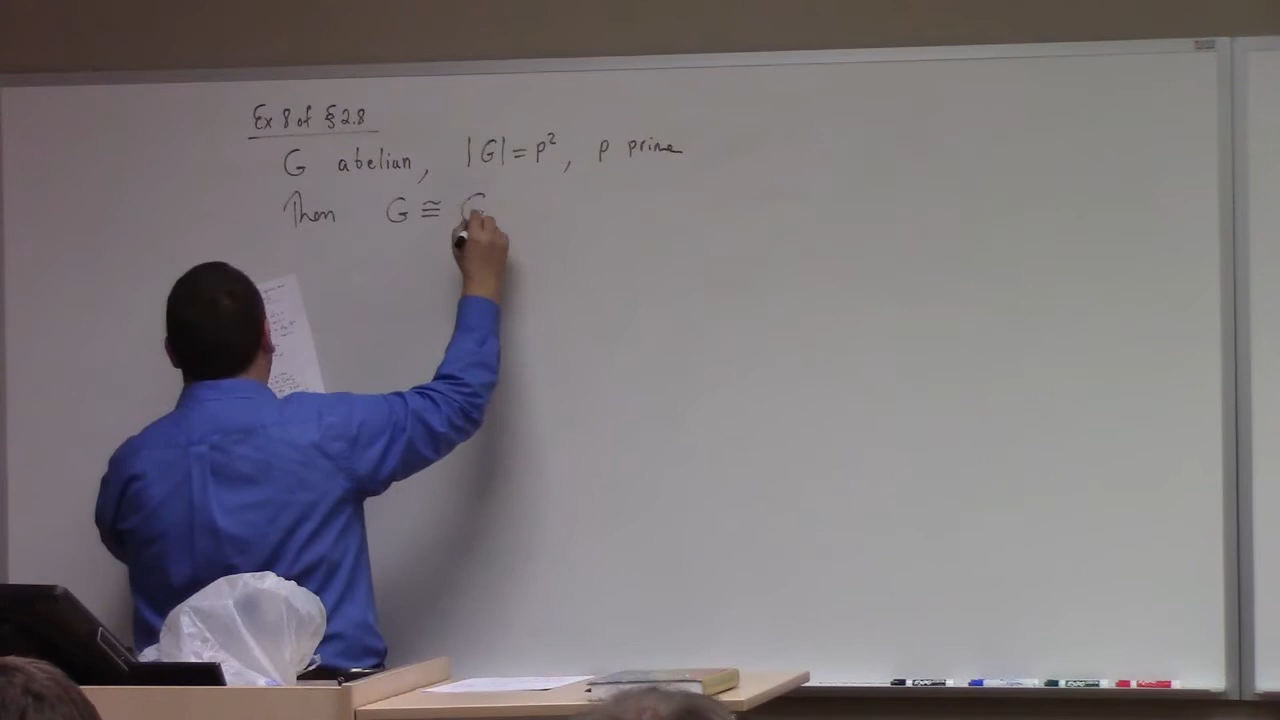 Ex 8 of § 2.8
G abelian, |G| = p², p prime
Then G ≅ C